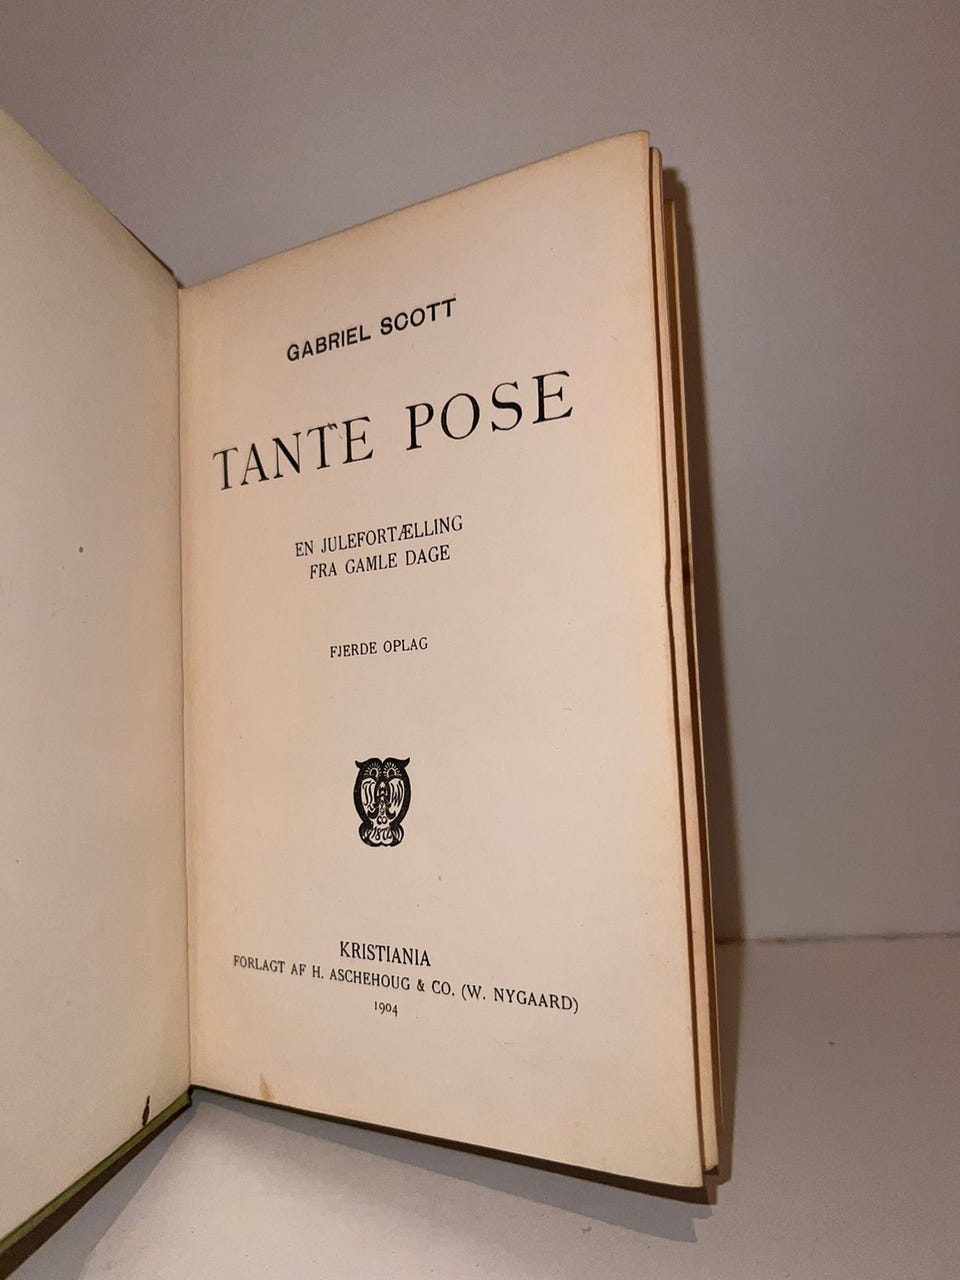 GABRIEL SCOTT
TANTE POSE
EN JULEFORTÆLLING
FRA GAMLE DAGE
FJERDE OPLAG
KRISTIANIA
FORLAGT AF H. ASCHEHOUG & CO. (W. NYGAARD)
1904